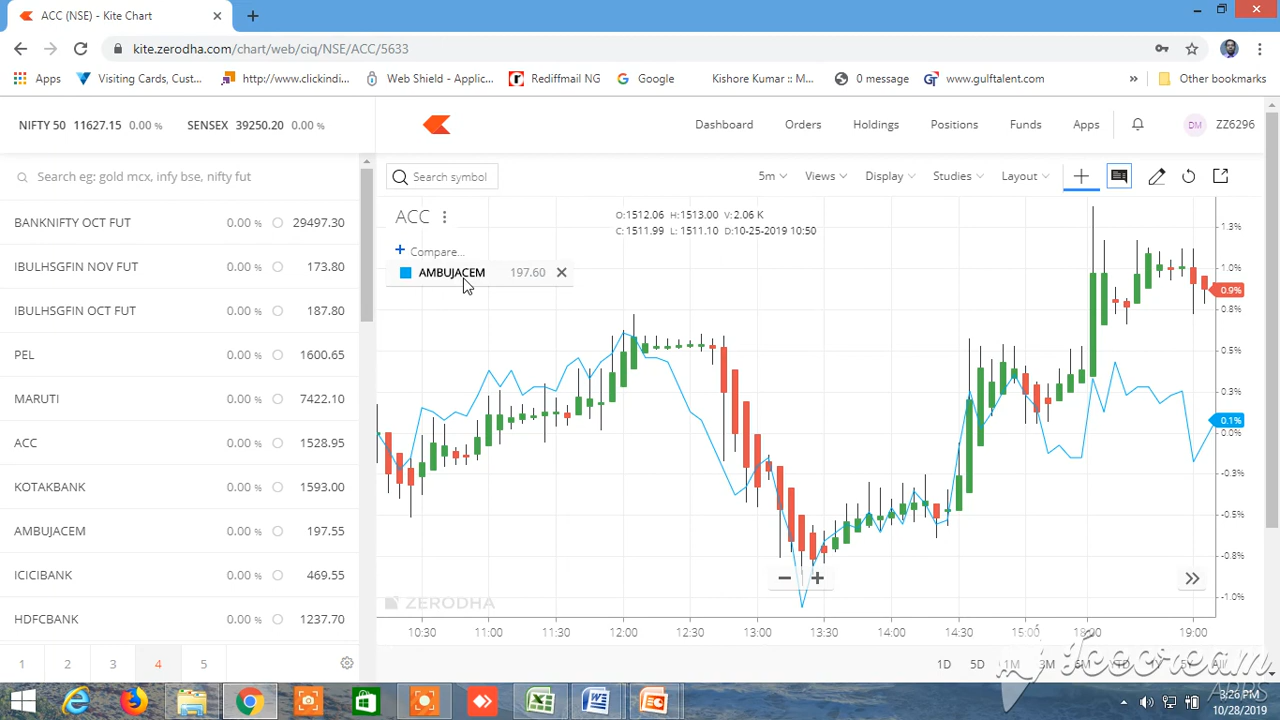 ACC (NSE) - Kite Chart
kite.zerodha.com/chart/web/ciq/NSE/ACC/5633
Apps Visiting Cards, Cust... http://www.clickindi... Web Shield - Applic... Rediffmail NG Google Kishore Kumar :: M... 0 message www.gulftalent.com » Other bookmarks
NIFTY 50 11627.15 0.00 % SENSEX 39250.20 0.00 %
Dashboard Orders Holdings Positions Funds Apps DM ZZ6296
Search eg: gold mcx, infy bse, nifty fut
Search symbol 5m Views Display Studies Layout
BANKNIFTY OCT FUT 0.00 % 29497.30
IBULHSGFIN NOV FUT 0.00 % 173.80
IBULHSGFIN OCT FUT 0.00 % 187.80
PEL 0.00 % 1600.65
MARUTI 0.00 % 7422.10
ACC 0.00 % 1528.95
KOTAKBANK 0.00 % 1593.00
AMBUJACEM 0.00 % 197.55
ICICIBANK 0.00 % 469.55
HDFCBANK 0.00 % 1237.70
1 2 3 4 5
ACC
O:1512.06 H:1513.00 V:2.06 K
C:1511.99 L: 1511.10 D:10-25-2019 10:50
+ Compare...
AMBUJACEM 197.60
1.3%
1.0%
0.9%
0.8%
0.5%
0.3%
0.1%
0.0%
-0.3%
-0.5%
-0.8%
-1.0%
ZERODHA
10:30 11:00 11:30 12:00 12:30 13:00 13:30 14:00 14:30 15:00 19:00
1D 5D 1M 3M 6M YTD All
Icecream
APPS
3:26 PM
10/28/2019